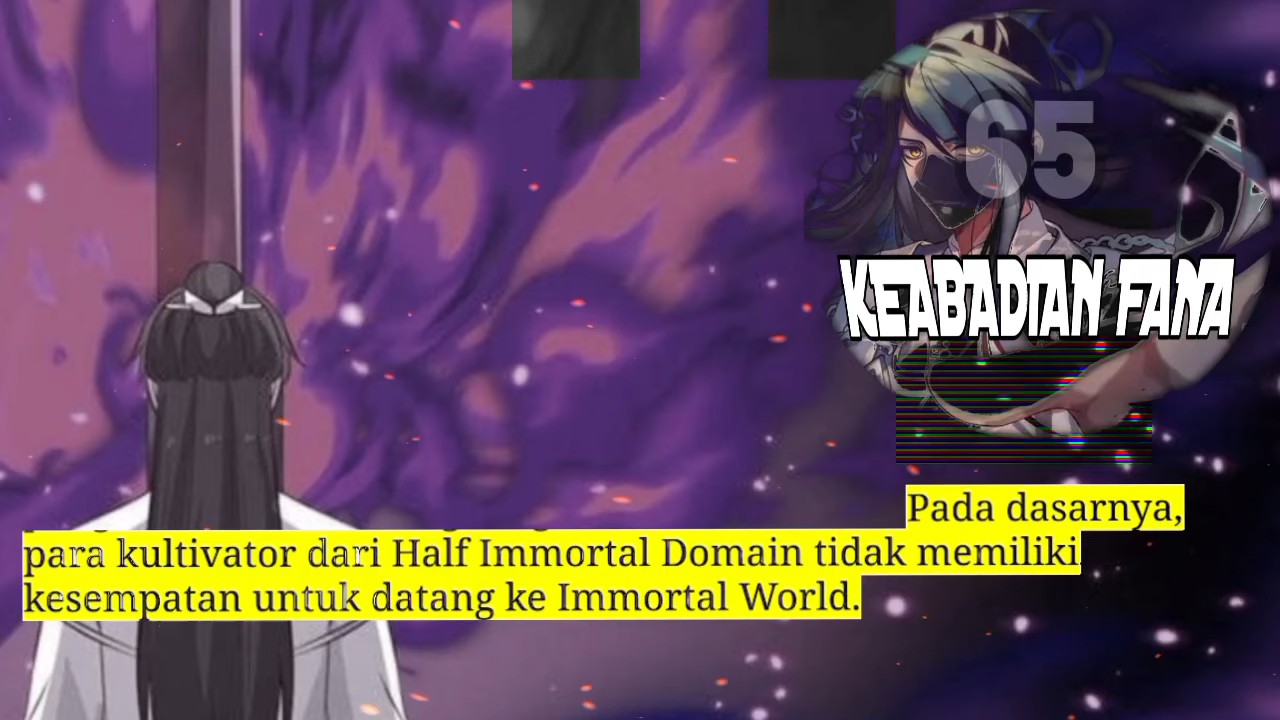 65
KEABADIAN FANA
Pada dasarnya,
para kultivator dari Half Immortal Domain tidak memiliki
kesempatan untuk datang ke Immortal World.